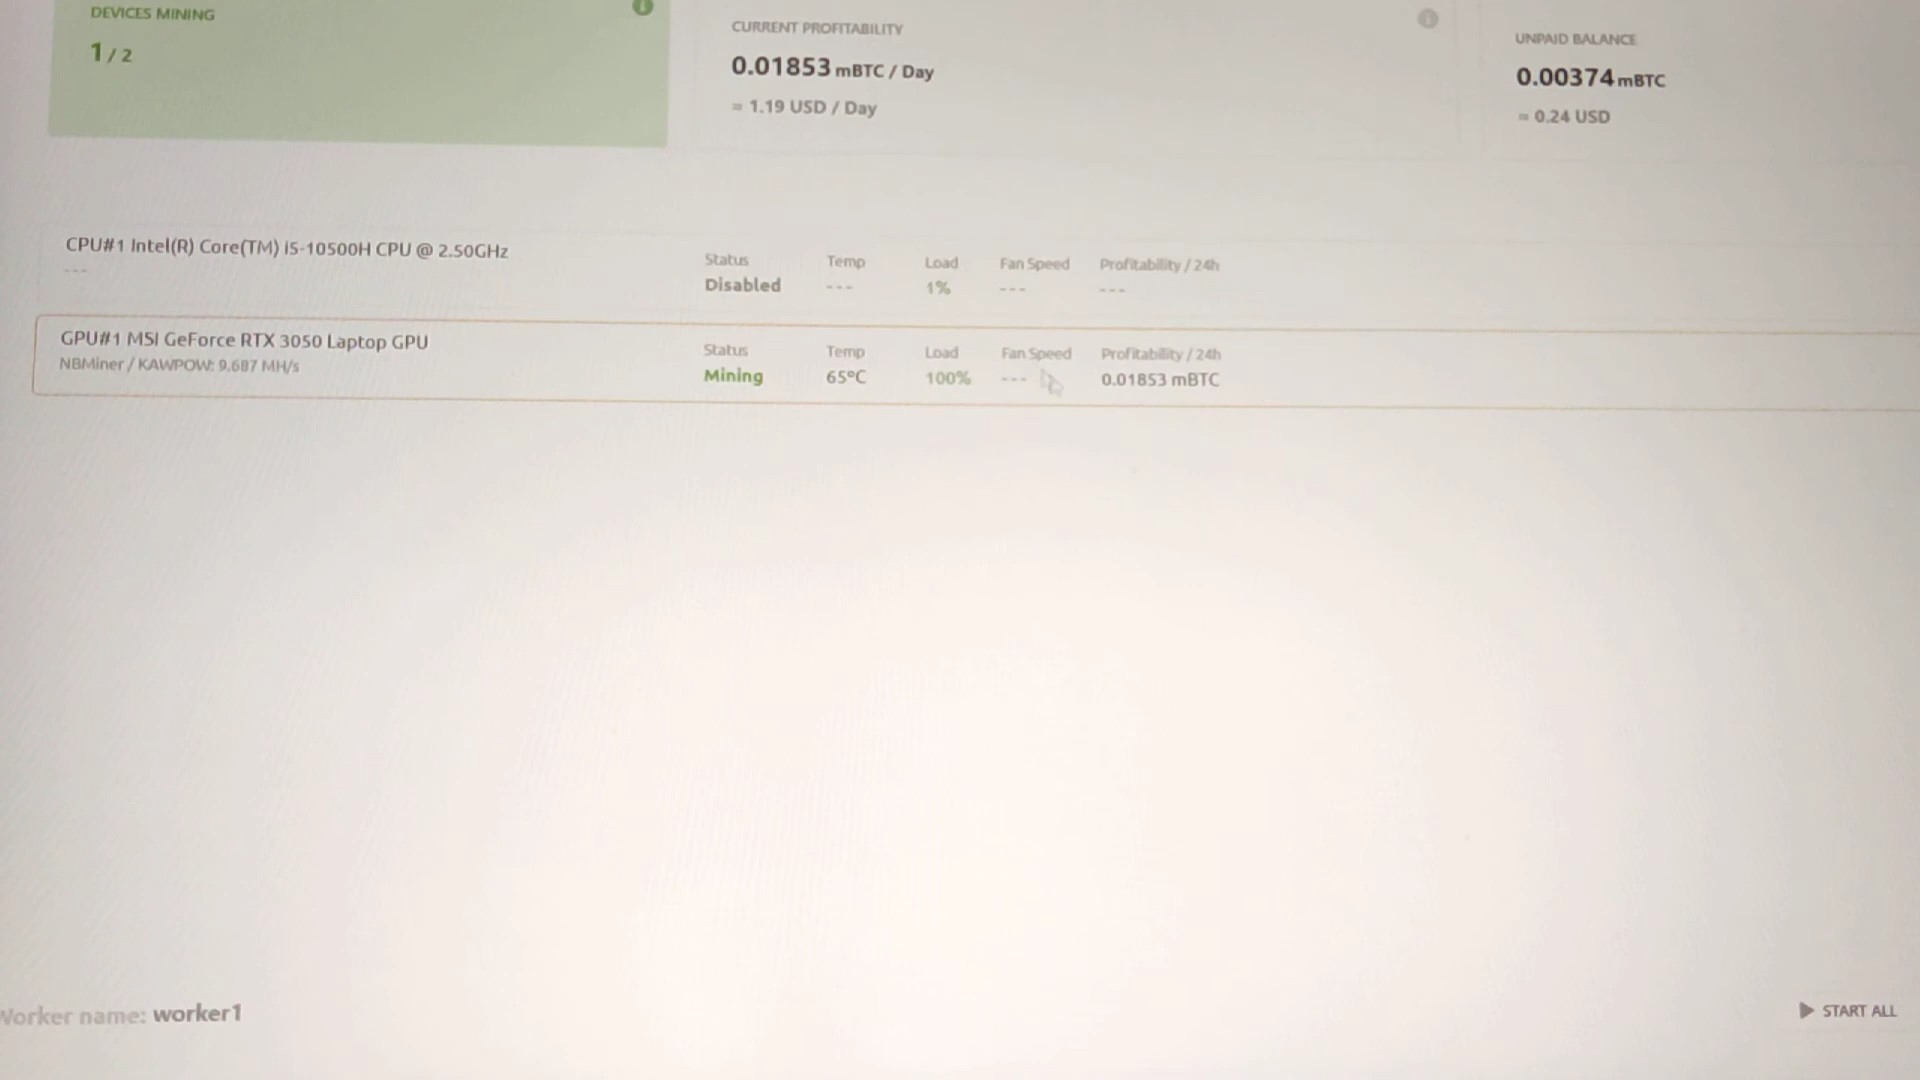 DEVICES MINING
1 / 2
CURRENT PROFITABILITY
0.01853 mBTC / Day
≈ 1.19 USD / Day
UNPAID BALANCE
0.00374 mBTC
≈ 0.24 USD
CPU#1 Intel(R) Core(TM) i5-10500H CPU @ 2.50GHz
---
Status Temp Load Fan Speed Profitability / 24h
Disabled --- 1% --- ---
GPU#1 MSI GeForce RTX 3050 Laptop GPU
NBMiner / KAWPOW: 9.687 MH/s
Status Temp Load Fan Speed Profitability / 24h
Mining 65°C 100% --- 0.01853 mBTC
Worker name: worker1
START ALL